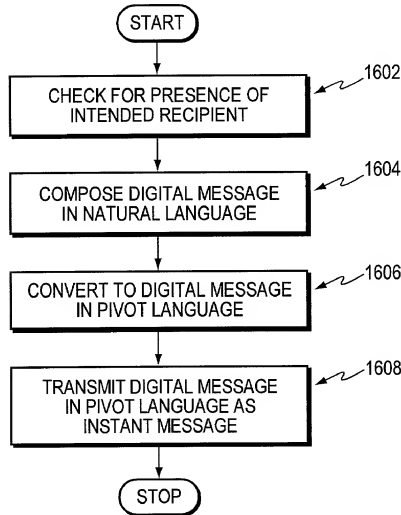 START
CHECK FOR PRESENCE OF
INTENDED RECIPIENT
1602
COMPOSE DIGITAL MESSAGE
IN NATURAL LANGUAGE
1604
CONVERT TO DIGITAL MESSAGE
IN PIVOT LANGUAGE
1606
TRANSMIT DIGITAL MESSAGE
IN PIVOT LANGUAGE AS
INSTANT MESSAGE
1608
STOP